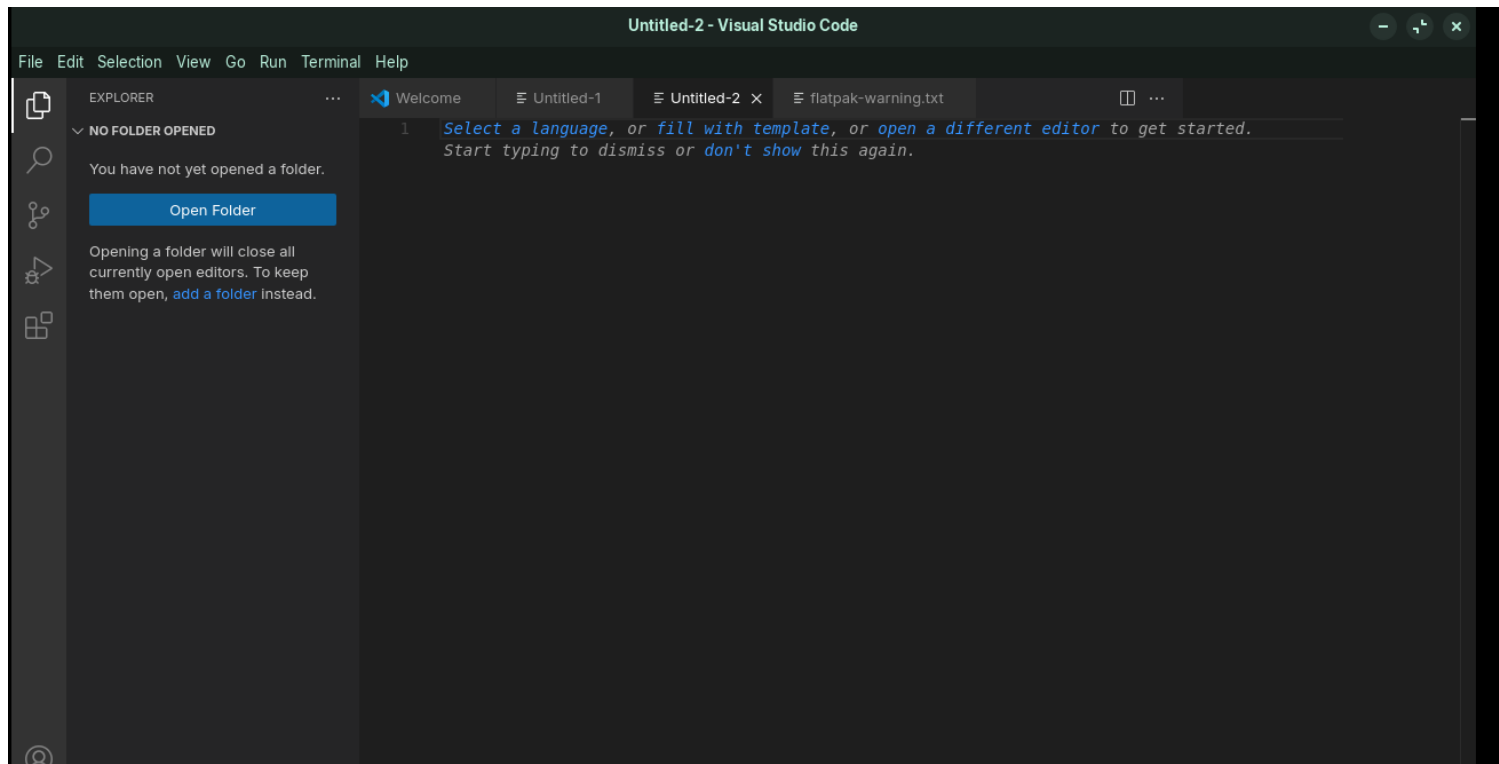 Untitled-2 - Visual Studio Code
File Edit Selection View Go Run Terminal Help
EXPLORER
Welcome Untitled-1 Untitled-2 flatpak-warning.txt
NO FOLDER OPENED
You have not yet opened a folder.
Open Folder
Opening a folder will close all
currently open editors. To keep
them open, add a folder instead.
1 Select a language, or fill with template, or open a different editor to get started.
Start typing to dismiss or don't show this again.